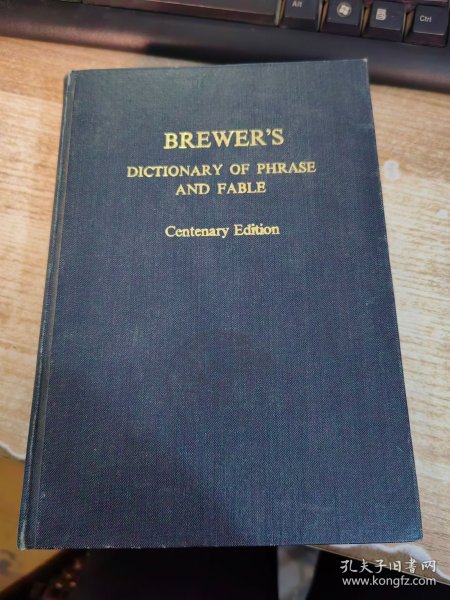 Alt
Ctrl
BREWER'S
DICTIONARY OF PHRASE
AND FABLE
Centenary Edition
孔夫子旧书网
www.kongfz.com